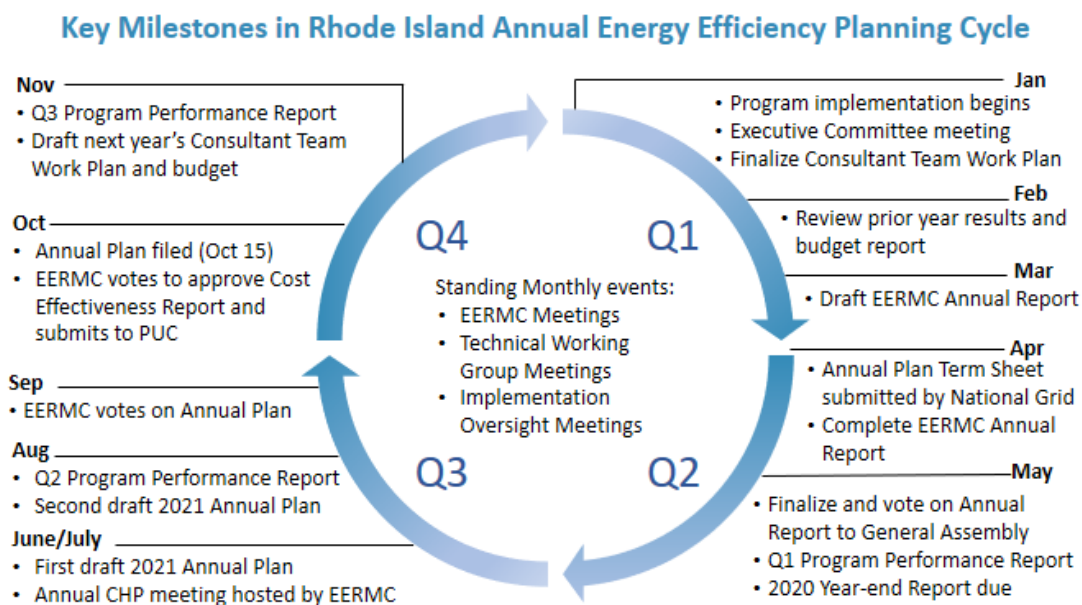 Key Milestones in Rhode Island Annual Energy Efficiency Planning Cycle
Jan
• Program implementation begins
• Executive Committee meeting
• Finalize Consultant Team Work Plan
Feb
• Review prior year results and
budget report
Mar
• Draft EERMC Annual Report
Apr
• Annual Plan Term Sheet
submitted by National Grid
• Complete EERMC Annual
Report
May
• Finalize and vote on Annual
Report to General Assembly
• Q1 Program Performance Report
• 2020 Year-end Report due
June/July
• First draft 2021 Annual Plan
• Annual CHP meeting hosted by EERMC
Aug
• Q2 Program Performance Report
• Second draft 2021 Annual Plan
Sep
• EERMC votes on Annual Plan
Oct
• Annual Plan filed (Oct 15)
• EERMC votes to approve Cost
Effectiveness Report and
submits to PUC
Nov
• Q3 Program Performance Report
• Draft next year's Consultant Team
Work Plan and budget
Q4
Q1
Standing Monthly events:
• EERMC Meetings
• Technical Working
Group Meetings
• Implementation
Oversight Meetings
Q3
Q2